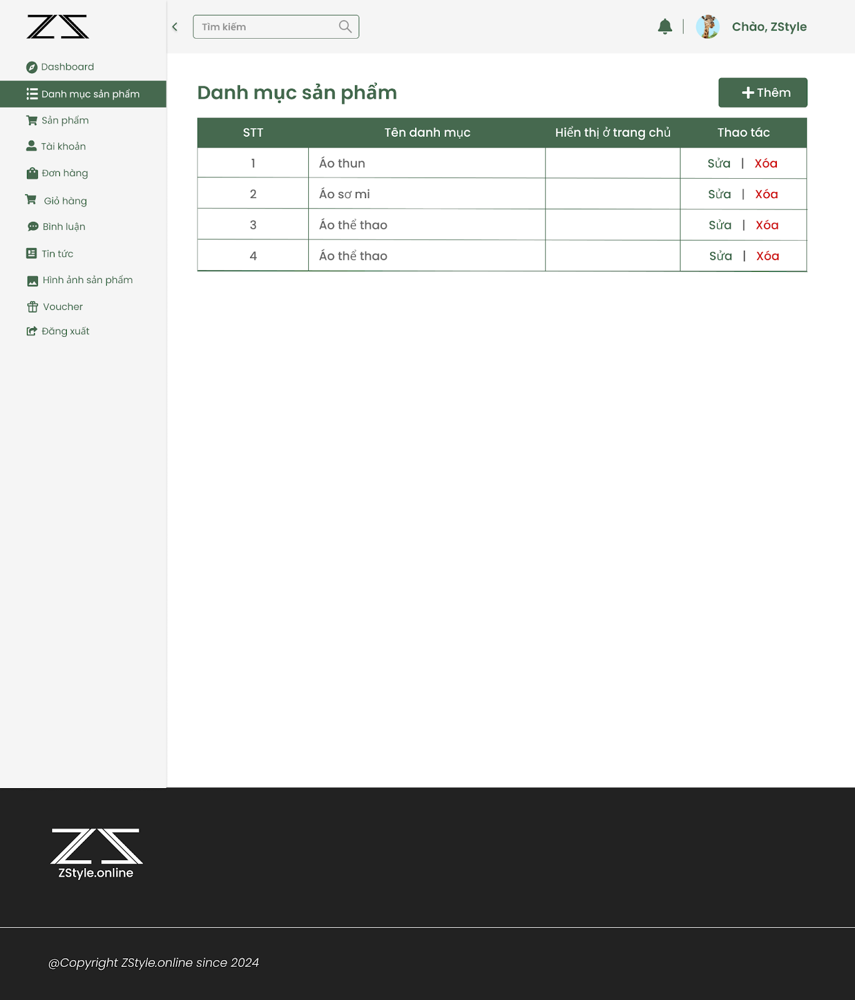 ZS
Tìm kiếm
Chào, ZStyle
Dashboard
Danh mục sản phẩm
Sản phẩm
Tài khoản
Đơn hàng
Giỏ hàng
Bình luận
Tin tức
Hình ảnh sản phẩm
Voucher
Đăng xuất
Danh mục sản phẩm
Thêm
STT Tên danh mục Hiển thị ở trang chủ Thao tác
1 Áo thun Sửa | Xóa
2 Áo sơ mi Sửa | Xóa
3 Áo thể thao Sửa | Xóa
4 Áo thể thao Sửa | Xóa
ZS
ZStyle.online
@Copyright ZStyle.online since 2024